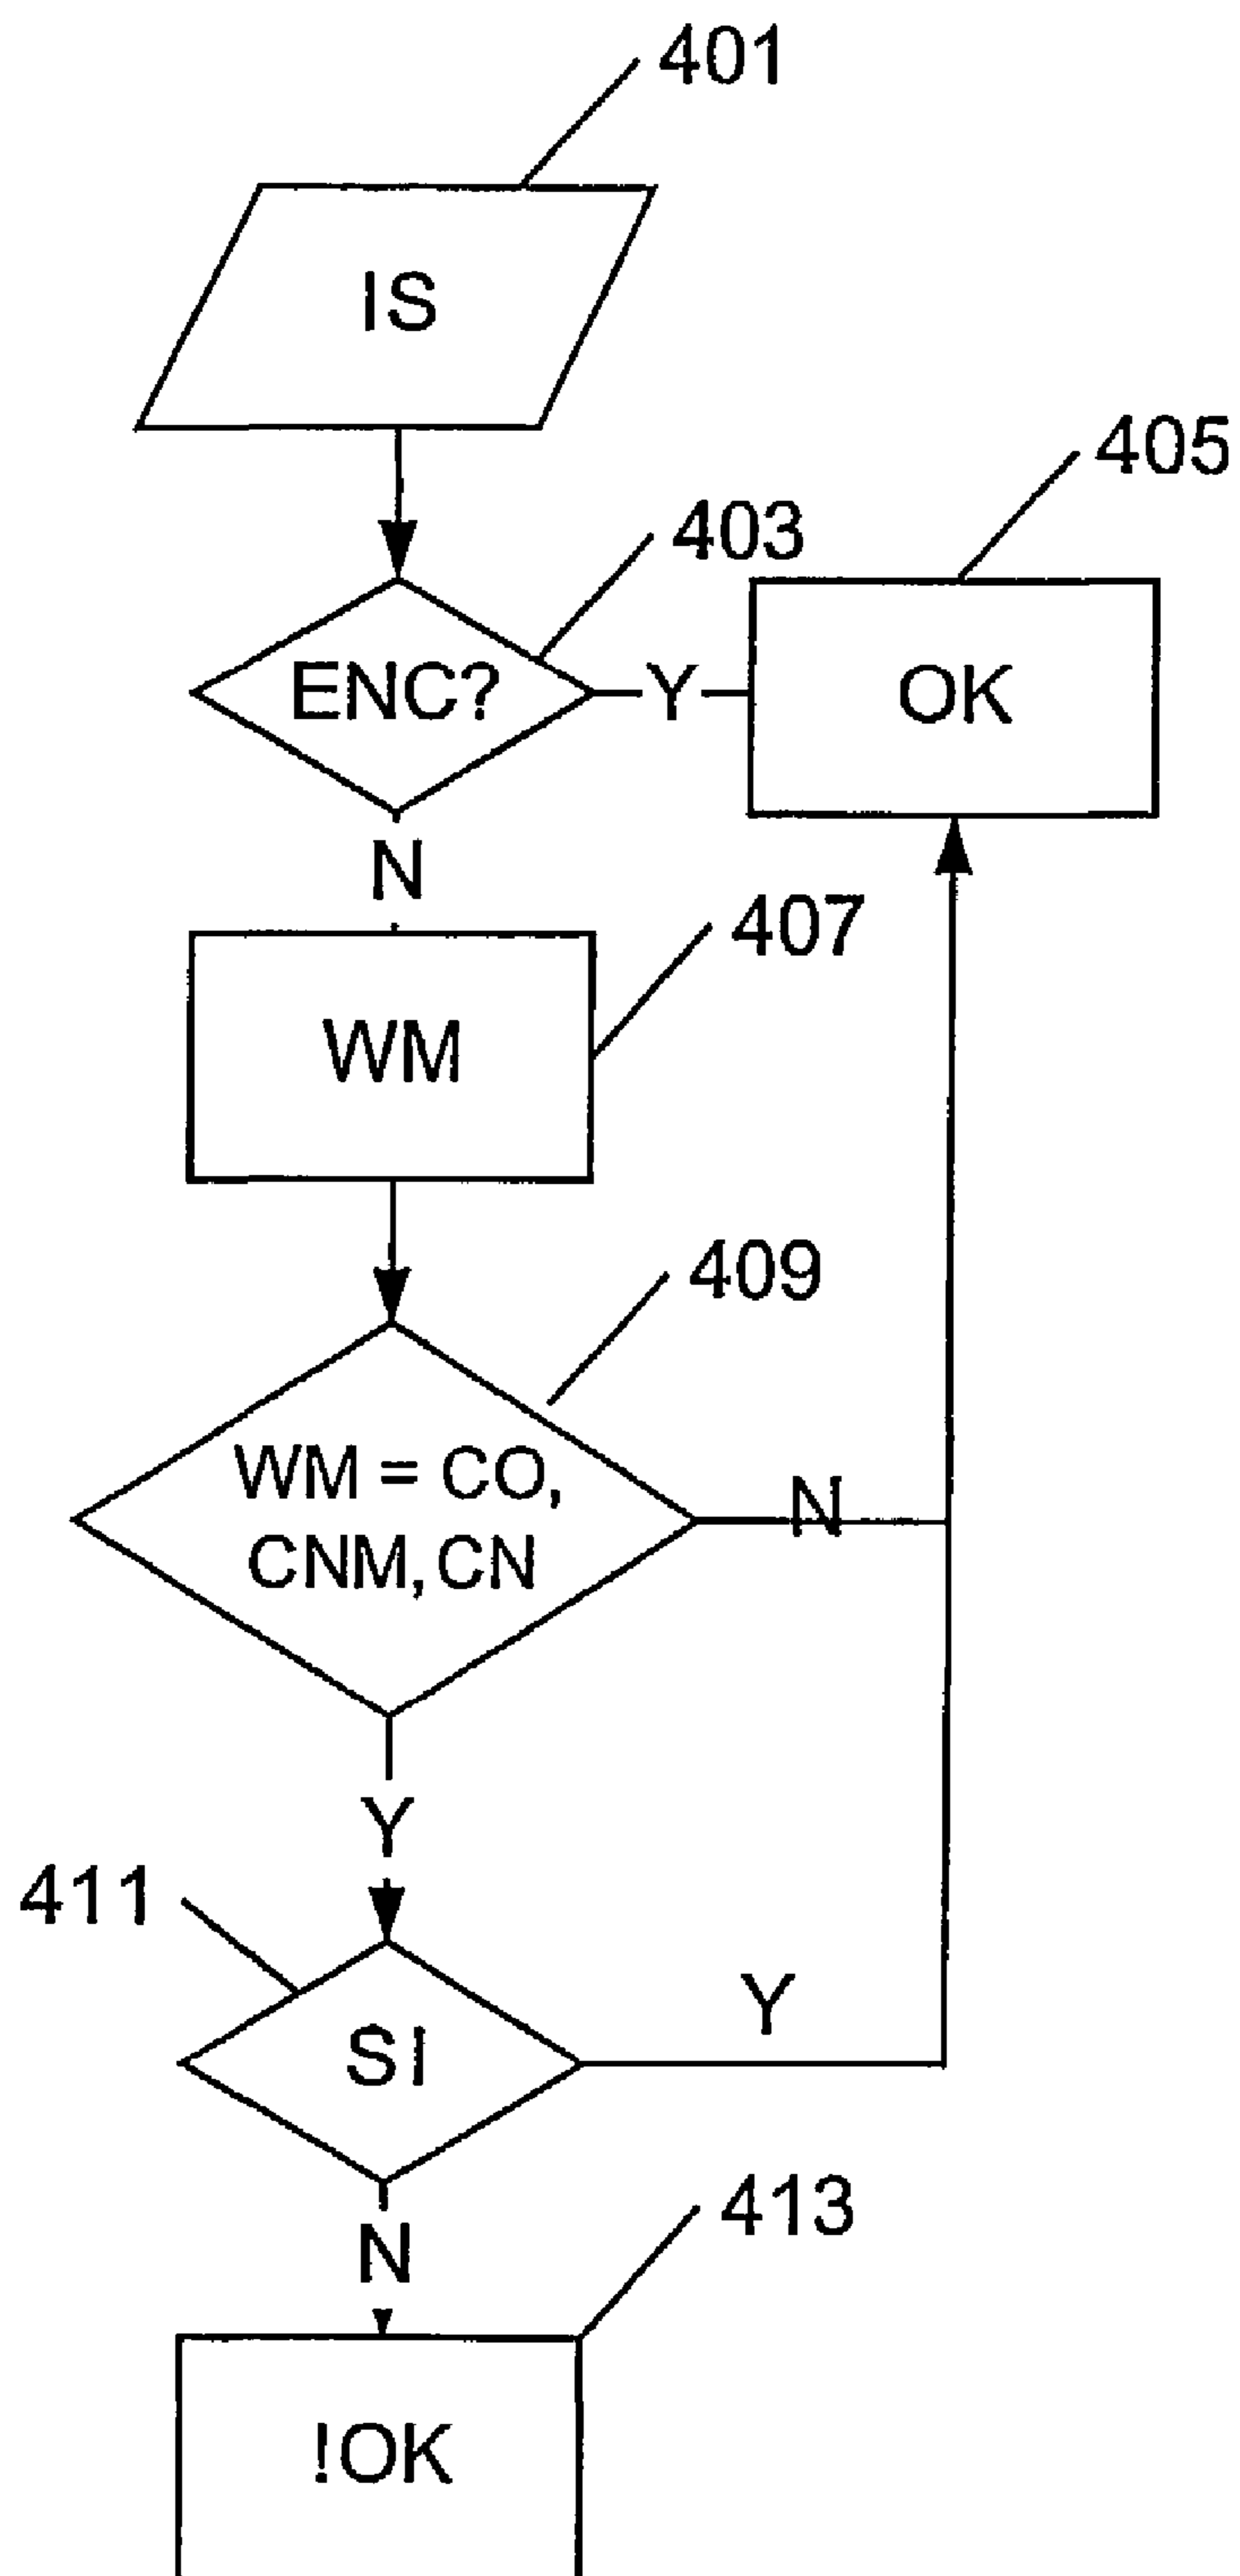 401
IS
405
403
ENC?
Y
OK
N
407
WM
409
WM = CO,
CNM, CN
N
Y
411
SI
Y
N
413
!OK